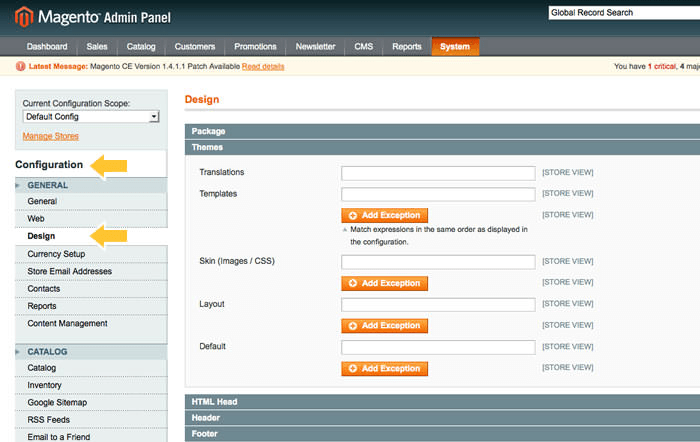 Magento® Admin Panel
Global Record Search
Dashboard Sales Catalog Customers Promotions Newsletter CMS Reports System
Latest Message: Magento CE Version 1.4.1.1 Patch Available Read details
You have 1 critical, 4 maj
Current Configuration Scope:
Default Config
Manage Stores
Configuration
GENERAL
General
Web
Design
Currency Setup
Store Email Addresses
Contacts
Reports
Content Management
CATALOG
Catalog
Inventory
Google Sitemap
RSS Feeds
Email to a Friend
Design
Package
Themes
Translations [STORE VIEW]
Templates [STORE VIEW]
Add Exception [STORE VIEW]
Match expressions in the same order as displayed in
the configuration.
Skin (Images / CSS) [STORE VIEW]
Add Exception [STORE VIEW]
Layout [STORE VIEW]
Add Exception [STORE VIEW]
Default [STORE VIEW]
Add Exception [STORE VIEW]
HTML Head
Header
Footer